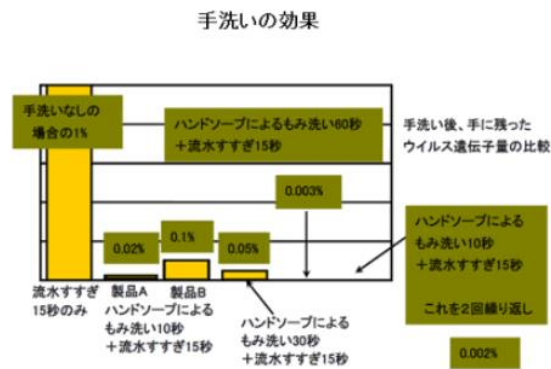 手洗いの効果
手洗いなしの
場合の1%
ハンドソープによるもみ洗い60秒
＋流水すすぎ15秒
手洗い後、手に残った
ウイルス遺伝子量の比較
0.003%
0.02%
0.1%
0.05%
ハンドソープによる
もみ洗い10秒
＋流水すすぎ15秒
これを２回繰り返し
0.002%
流水すすぎ
15秒のみ
製品A
製品B
ハンドソープによる
もみ洗い10秒
＋流水すすぎ15秒
ハンドソープによる
もみ洗い30秒
＋流水すすぎ15秒